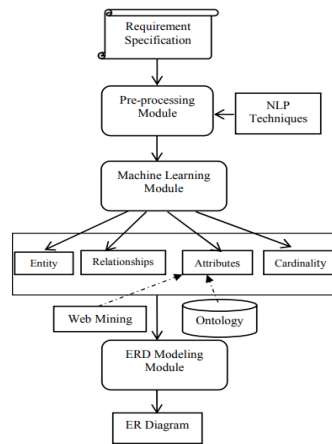 Requirement
Specification
Pre-processing
Module
NLP
Techniques
Machine Learning
Module
Entity
Relationships
Attributes
Cardinality
Web Mining
Ontology
ERD Modeling
Module
ER Diagram